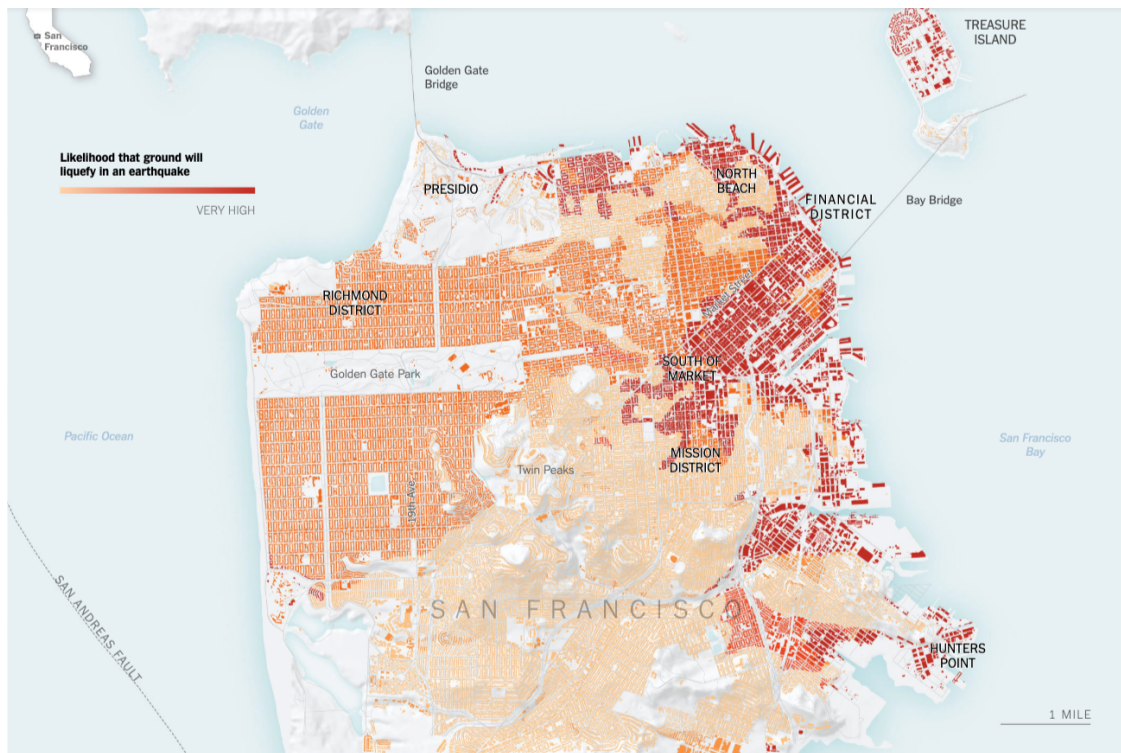 San
Francisco
TREASURE
ISLAND
Golden Gate
Bridge
Golden
Gate
Likelihood that ground will
liquefy in an earthquake
VERY HIGH
PRESIDIO
NORTH
BEACH
FINANCIAL
DISTRICT
Bay Bridge
Market Street
RICHMOND
DISTRICT
SOUTH OF
MARKET
Golden Gate Park
Pacific Ocean
San Francisco
Bay
MISSION
DISTRICT
Twin Peaks
19th Ave.
SAN ANDREAS FAULT
SAN FRANCISCO
HUNTERS
POINT
1 MILE